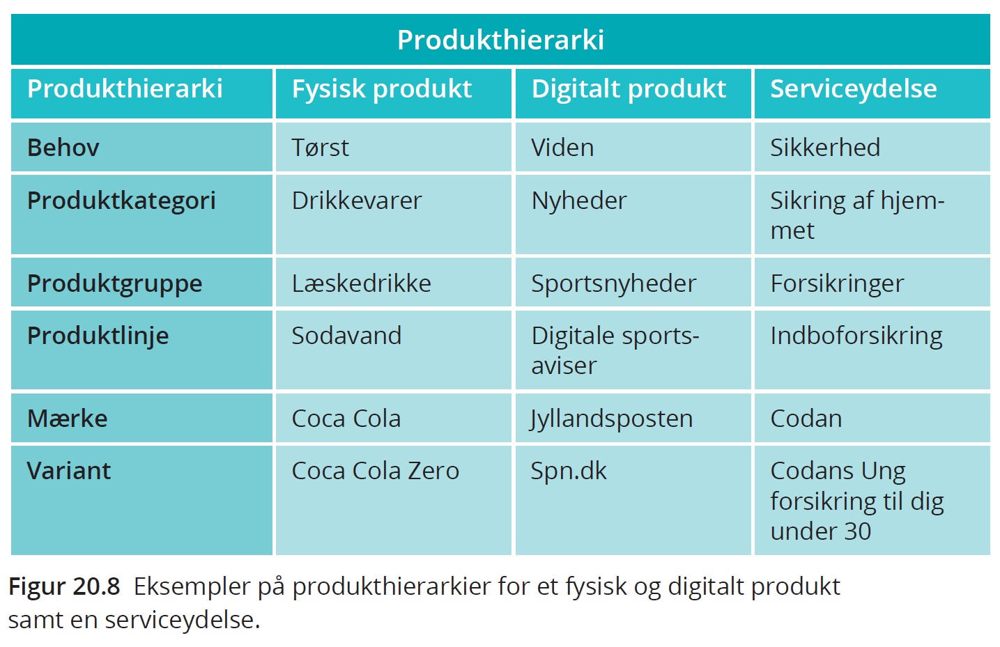 Produkthierarki
Produkthierarki Fysisk produkt Digitalt produkt Serviceydelse
Behov Tørst Viden Sikkerhed
Produktkategori Drikkevarer Nyheder Sikring af hjem-
met
Produktgruppe Læskedrikke Sportsnyheder Forsikringer
Produktlinje Sodavand Digitale sports- Indboforsikring
aviser
Mærke Coca Cola Jyllandsposten Codan
Variant Coca Cola Zero Spn.dk Codans Ung
forsikring til dig
under 30
Figur 20.8 Eksempler på produkthierarkier for et fysisk og digitalt produkt
samt en serviceydelse.